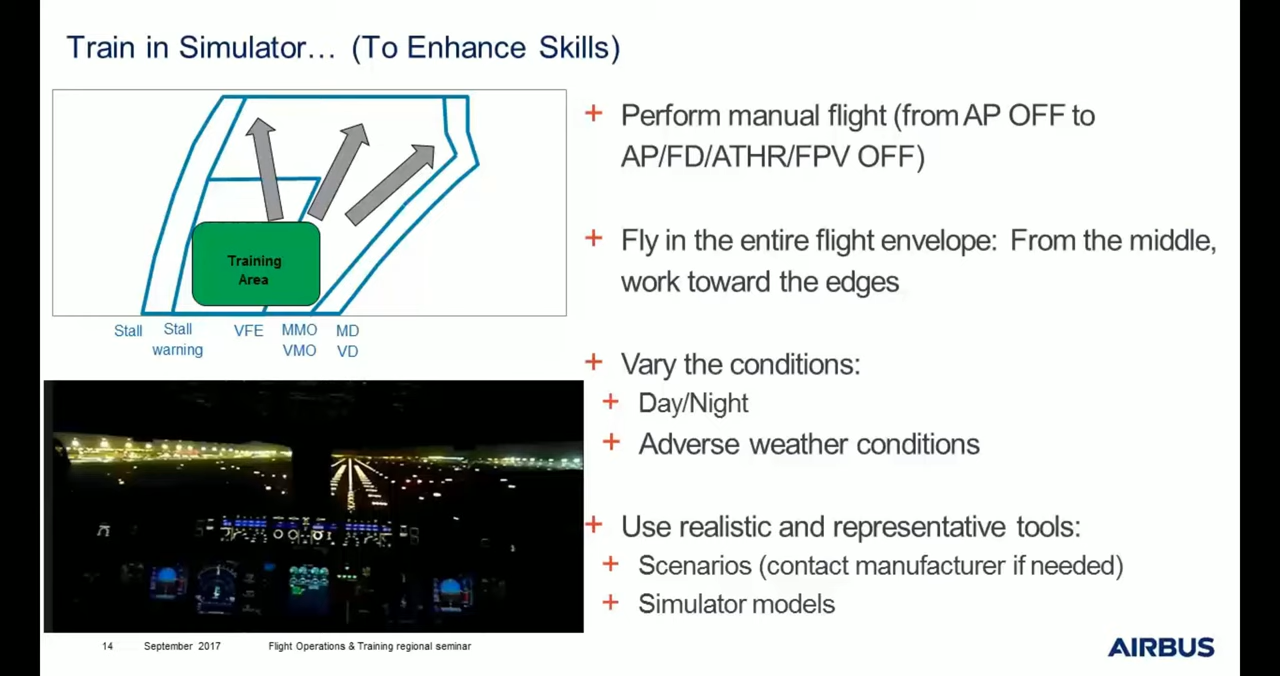 Train in Simulator… (To Enhance Skills)
Training
Area
Stall
Stall
warning
VFE
MMO
VMO
MD
VD
+ Perform manual flight (from AP OFF to
AP/FD/ATHR/FPV OFF)
+ Fly in the entire flight envelope: From the middle,
work toward the edges
+ Vary the conditions:
+ Day/Night
+ Adverse weather conditions
+ Use realistic and representative tools:
+ Scenarios (contact manufacturer if needed)
+ Simulator models
14 September 2017 Flight Operations & Training regional seminar
AIRBUS